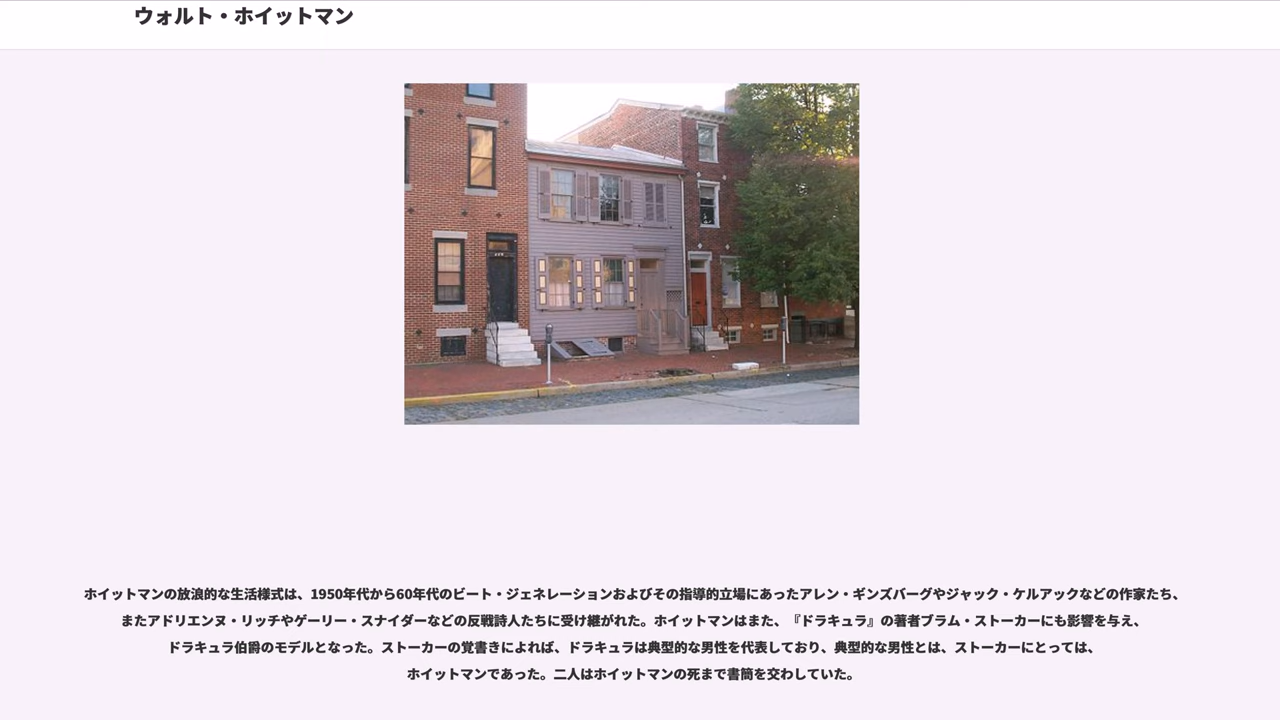 ウォルト・ホイットマン
ホイットマンの放浪的な生活様式は、1950年代から60年代のビート・ジェネレーションおよびその指導的立場にあったアレン・ギンズバーグやジャック・ケルアックなどの作家たち、
またアドリエンヌ・リッチやゲーリー・スナイダーなどの反戦詩人たちに受け継がれた。ホイットマンはまた、『ドラキュラ』の著者ブラム・ストーカーにも影響を与え、
ドラキュラ伯爵のモデルとなった。ストーカーの覚書きによれば、ドラキュラは典型的な男性を代表しており、典型的な男性とは、ストーカーにとっては、
ホイットマンであった。二人はホイットマンの死まで書簡を交わしていた。